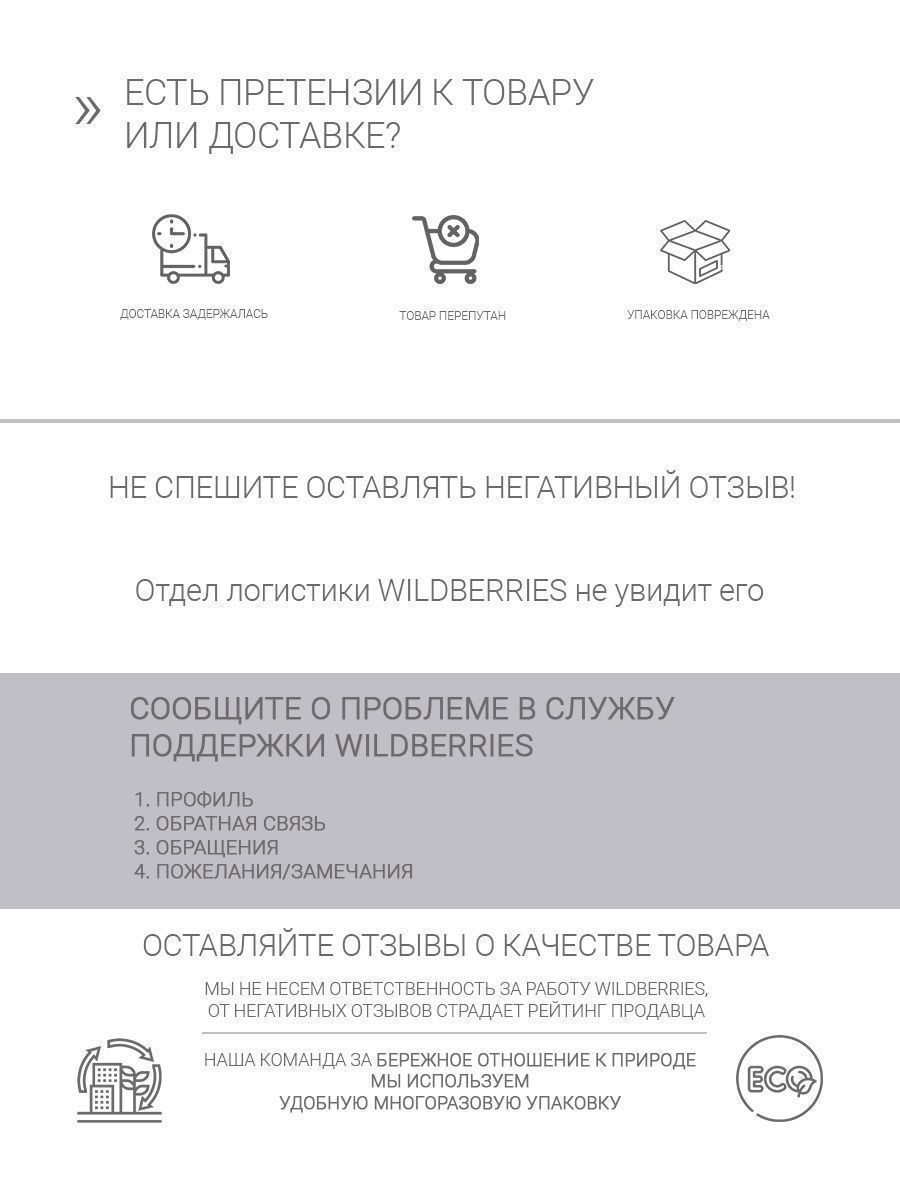 ЕСТЬ ПРЕТЕНЗИИ К ТОВАРУ
ИЛИ ДОСТАВКЕ?
ДОСТАВКА ЗАДЕРЖАЛАСЬ
ТОВАР ПЕРЕПУТАН
УПАКОВКА ПОВРЕЖДЕНА
НЕ СПЕШИТЕ ОСТАВЛЯТЬ НЕГАТИВНЫЙ ОТЗЫВ!
Отдел логистики WILDBERRIES не увидит его
СООБЩИТЕ О ПРОБЛЕМЕ В СЛУЖБУ
ПОДДЕРЖКИ WILDBERRIES
1. ПРОФИЛЬ
2. ОБРАТНАЯ СВЯЗЬ
3. ОБРАЩЕНИЯ
4. ПОЖЕЛАНИЯ/ЗАМЕЧАНИЯ
ОСТАВЛЯЙТЕ ОТЗЫВЫ О КАЧЕСТВЕ ТОВАРА
МЫ НЕ НЕСЕМ ОТВЕТСТВЕННОСТЬ ЗА РАБОТУ WILDBERRIES,
ОТ НЕГАТИВНЫХ ОТЗЫВОВ СТРАДАЕТ РЕЙТИНГ ПРОДАВЦА
НАША КОМАНДА ЗА БЕРЕЖНОЕ ОТНОШЕНИЕ К ПРИРОДЕ
МЫ ИСПОЛЬЗУЕМ
УДОБНУЮ МНОГОРАЗОВУЮ УПАКОВКУ
ECO